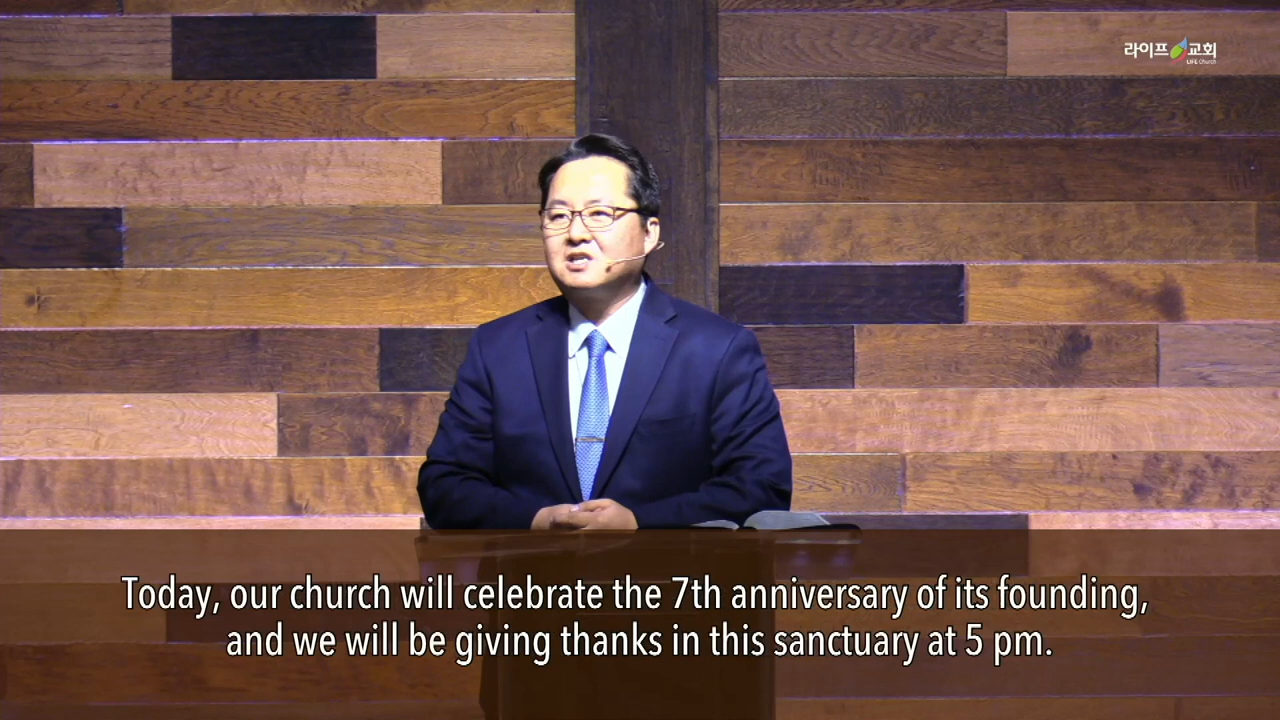 라이프교회
LIFE Church
Today, our church will celebrate the 7th anniversary of its founding,
and we will be giving thanks in this sanctuary at 5 pm.